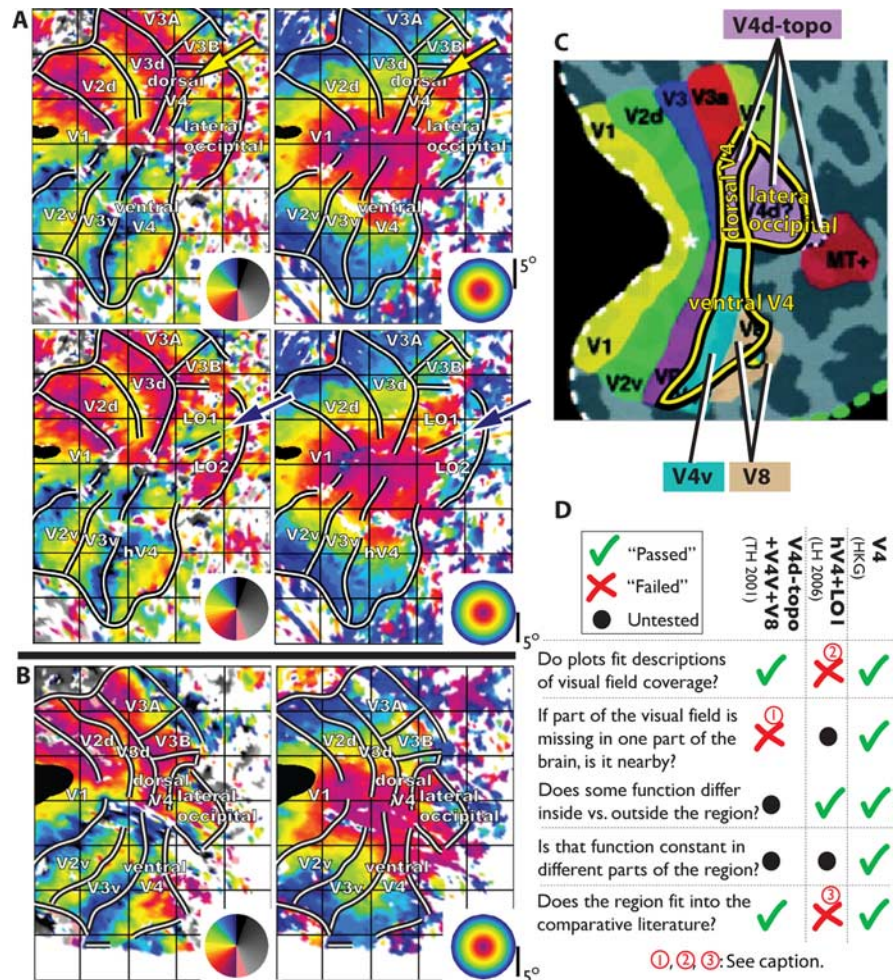 A
V3A
V3B
V3d
dorsal
V4
V2d
V1
lateral
occipital
V2v
V3v
ventral
V4
V3A
V3B
V3d
dorsal
V4
V2d
V1
lateral
occipital
V2v
V3v
ventral
V4
5°
V3A
V3B
V3d
V2d
LO1
LO2
V1
V2v
V3v
hV4
V3A
V3B
V3d
V2d
LO1
LO2
V1
V2v
V3v
hV4
5°
B
V3A
V2d
V3B
V3d
dorsal
V4
lateral
occipital
V1
V2v
V3v
ventral
V4
V3A
V2d
V3B
V3d
dorsal
V4
lateral
occipital
V1
V2v
V3v
ventral
V4
5°
C
V4d-topo
V1
V2d
V3
V3a
V7
dorsal V4
latera
V4d
occipital
MT+
ventral V4
V8
V1
V2v
VP
V4v
V8
D
"Passed"
"Failed"
Untested
V4d-topo
+V4V+V8
(TH 2001)
hV4+LO1
(LH 2006)
V4
(HKG)
Do plots fit descriptions
of visual field coverage?
②
If part of the visual field is
missing in one part of the
brain, is it nearby?
①
Does some function differ
inside vs. outside the region?
Is that function constant in
different parts of the region?
Does the region fit into the
comparative literature?
③
①, ②, ③: See caption.